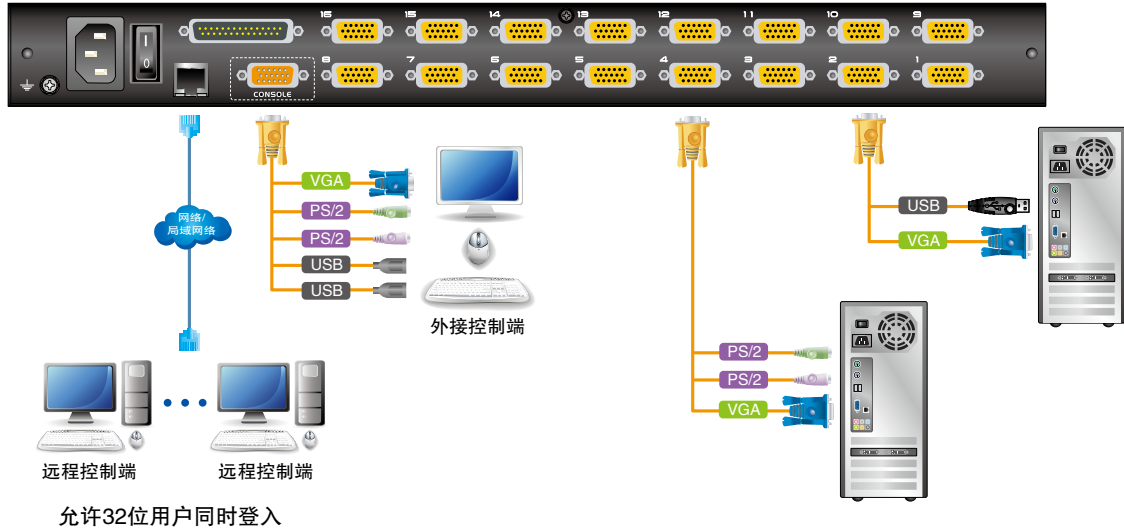 16 15 14 13 12 11 10 9
8 7 6 5 4 3 2 1
I
0
CONSOLE
VGA
PS/2
PS/2
USB
USB
网络/
局域网络
外接控制端
USB
VGA
PS/2
PS/2
VGA
远程控制端 远程控制端
允许32位用户同时登入